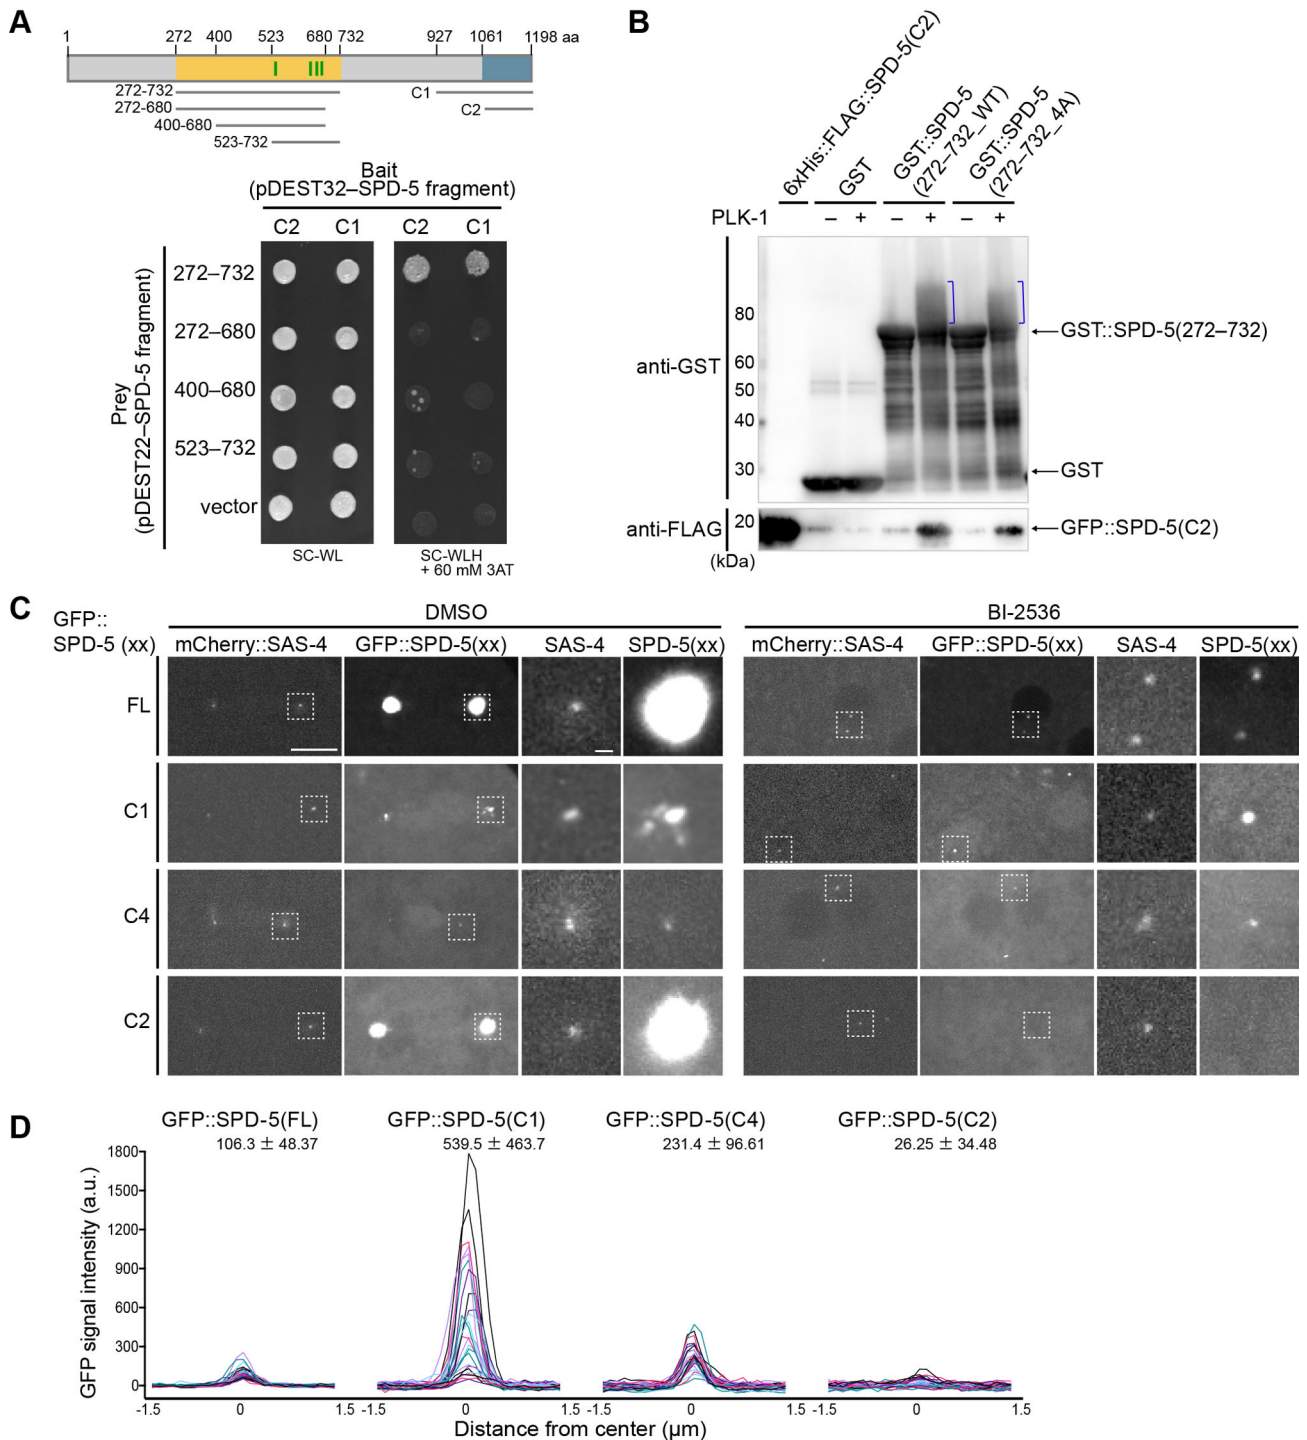 A
1 272 400 523 680 732 927 1061 1198 aa
272-732
272-680
400-680
523-732
C1
C2
Bait
(pDEST32–SPD-5 fragment)
C2 C1 C2 C1
Prey
(pDEST22–SPD-5 fragment)
272–732
272–680
400–680
523–732
vector
SC-WL
SC-WLH
+ 60 mM 3AT
B
6xHis::FLAG::SPD-5(C2)
GST
GST::SPD-5
(272–732_WT)
GST::SPD-5
(272–732_4A)
PLK-1 – + – + – +
anti-GST
80
60
50
40
30
GST::SPD-5(272–732)
GST
anti-FLAG
20
(kDa)
GFP::SPD-5(C2)
C
GFP::
SPD-5 (xx)
DMSO
BI-2536
mCherry::SAS-4 GFP::SPD-5(xx) SAS-4 SPD-5(xx)
mCherry::SAS-4 GFP::SPD-5(xx) SAS-4 SPD-5(xx)
FL
C1
C4
C2
D
GFP::SPD-5(FL)
106.3 ± 48.37
GFP::SPD-5(C1)
539.5 ± 463.7
GFP::SPD-5(C4)
231.4 ± 96.61
GFP::SPD-5(C2)
26.25 ± 34.48
GFP signal intensity (a.u.)
1800
1500
1200
900
600
300
0
-1.5 0 1.5 -1.5 0 1.5 -1.5 0 1.5 -1.5 0 1.5
Distance from center (µm)